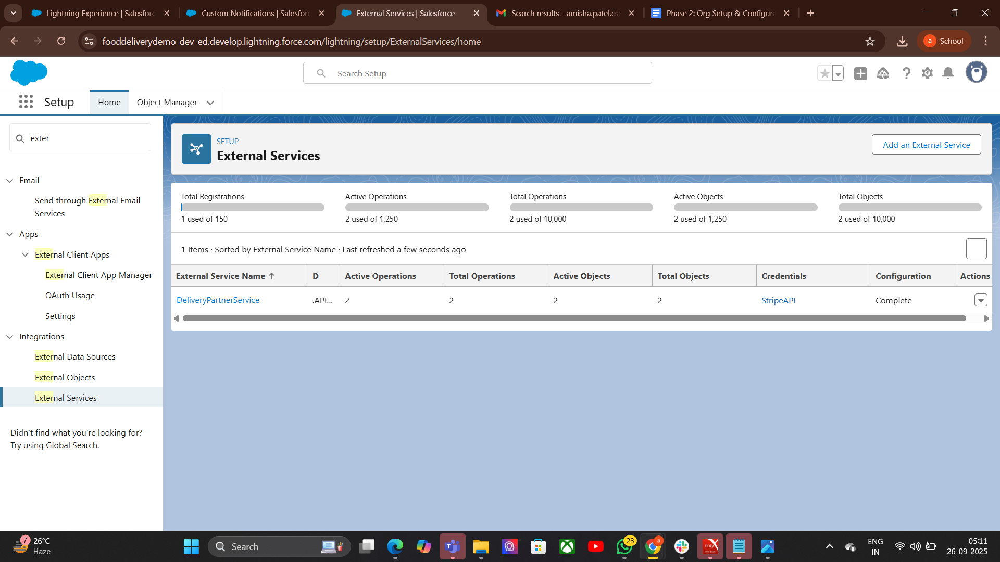 Lightning Experience | Salesforc
Custom Notifications | Salesforc
External Services | Salesforce
Search results - amisha.patel.cs
Phase 2: Org Setup & Configura
fooddeliverydemo-dev-ed.develop.lightning.force.com/lightning/setup/ExternalServices/home
a
School
Search Setup
Setup
Home
Object Manager
exter
Email
Send through External Email
Services
Apps
External Client Apps
External Client App Manager
OAuth Usage
Settings
Integrations
External Data Sources
External Objects
External Services
Didn't find what you're looking for?
Try using Global Search.
SETUP
External Services
Add an External Service
Total Registrations
1 used of 150
Active Operations
2 used of 1,250
Total Operations
2 used of 10,000
Active Objects
2 used of 1,250
Total Objects
2 used of 10,000
1 Items · Sorted by External Service Name · Last refreshed a few seconds ago
External Service Name ↑ D Active Operations Total Operations Active Objects Total Objects Credentials Configuration Actions
DeliveryPartnerService .API... 2 2 2 2 StripeAPI Complete
7
26°C
Haze
Search
23
a
PDF
ENG
IN
05:11
26-09-2025